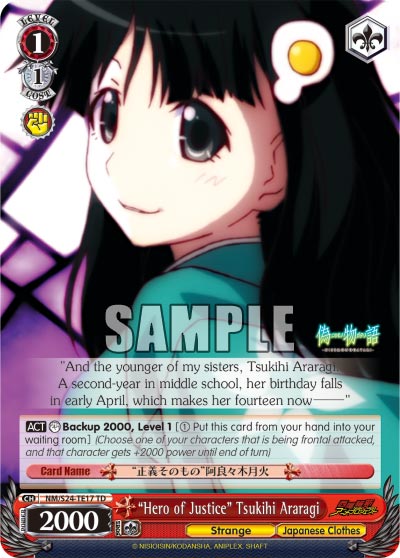 LEVEL
1
1
COST
SAMPLE
偽物語
"And the younger of my sisters, Tsukihi Araragi.
A second-year in middle school, her birthday falls
in early April, which makes her fourteen now——"
ACT Backup 2000, Level 1 [① Put this card from your hand into your
waiting room] (Choose one of your characters that is being frontal attacked,
and that character gets +2000 power until end of turn)
Card Name "正義そのもの"阿良々木月火
CH NM/S24-TE17 TD
"Hero of Justice" Tsukihi Araragi
POWER
2000
SOUL
Strange
Japanese Clothes
© NISIOISIN/KODANSHA, ANIPLEX, SHAFT